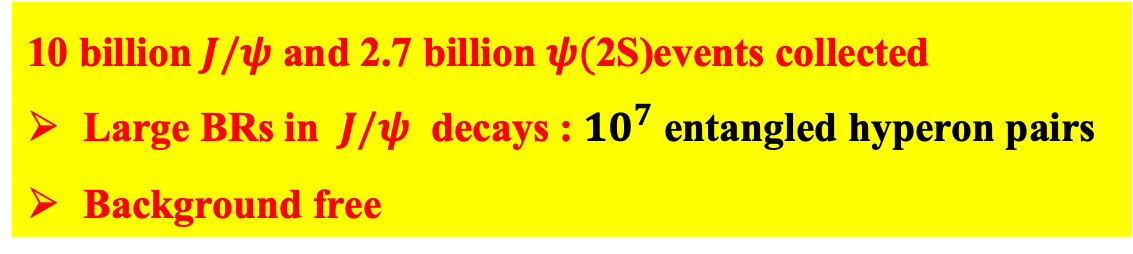 10 billion J/ψ and 2.7 billion ψ(2S)events collected
➢ Large BRs in J/ψ decays : 10⁷ entangled hyperon pairs
➢ Background free